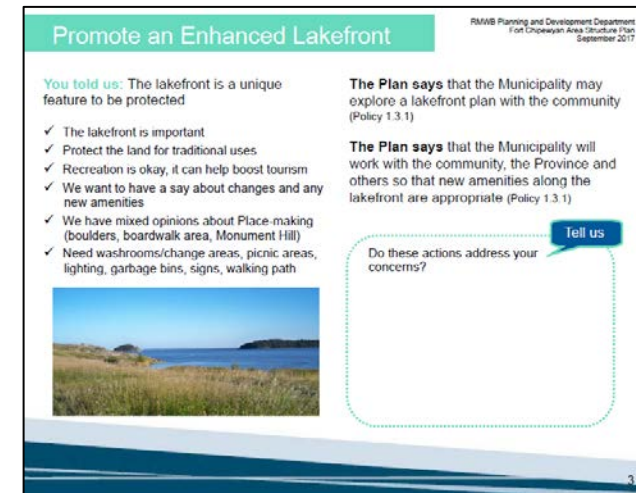 Promote an Enhanced Lakefront
RMWB Planning and Development Department
Fort Chipewyan Area Structure Plan
September 2017
You told us: The lakefront is a unique
feature to be protected
✓ The lakefront is important
✓ Protect the land for traditional uses
✓ Recreation is okay, it can help boost tourism
✓ We want to have a say about changes and any
new amenities
✓ We have mixed opinions about Place-making
(boulders, boardwalk area, Monument Hill)
✓ Need washrooms/change areas, picnic areas,
lighting, garbage bins, signs, walking path
The Plan says that the Municipality may
explore a lakefront plan with the community
(Policy 1.3.1)
The Plan says that the Municipality will
work with the community, the Province and
others so that new amenities along the
lakefront are appropriate (Policy 1.3.1)
Tell us
Do these actions address your
concerns?
3